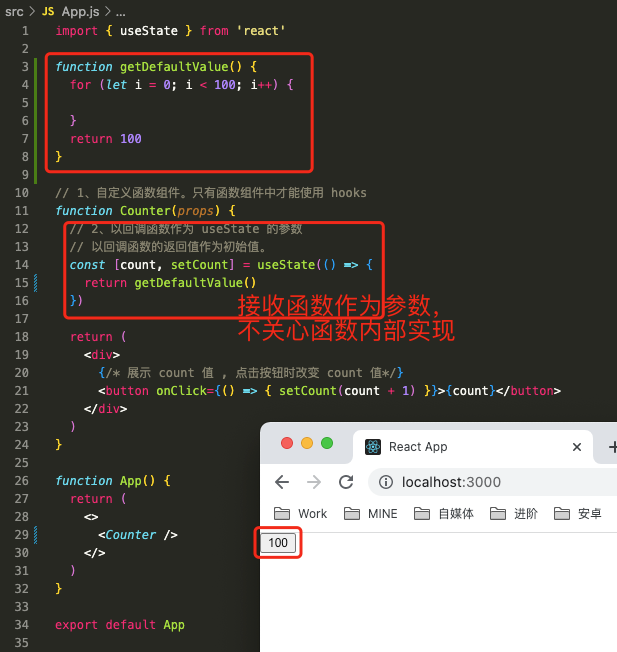 src > JS App.js > ...
1 import { useState } from 'react'
2
3 function getDefaultValue() {
4 for (let i = 0; i < 100; i++) {
5
6 }
7 return 100
8 }
9
10 // 1、自定义函数组件。只有函数组件中才能使用 hooks
11 function Counter(props) {
12 // 2、以回调函数作为 useState 的参数
13 // 以回调函数的返回值作为初始值。
14 const [count, setCount] = useState(() => {
15 return getDefaultValue()
16 })
接收函数作为参数，
不关心函数内部实现
17
18 return (
19 <div>
20 {/* 展示 count 值 , 点击按钮时改变 count 值*/}
21 <button onClick={() => { setCount(count + 1) }}>{count}</button>
22 </div>
23 )
24 }
25
26 function App() {
27 return (
28 <>
29 <Counter />
30 </>
31 )
32 }
33
34 export default App
35
React App
localhost:3000
Work MINE 自媒体 进阶 安卓
100